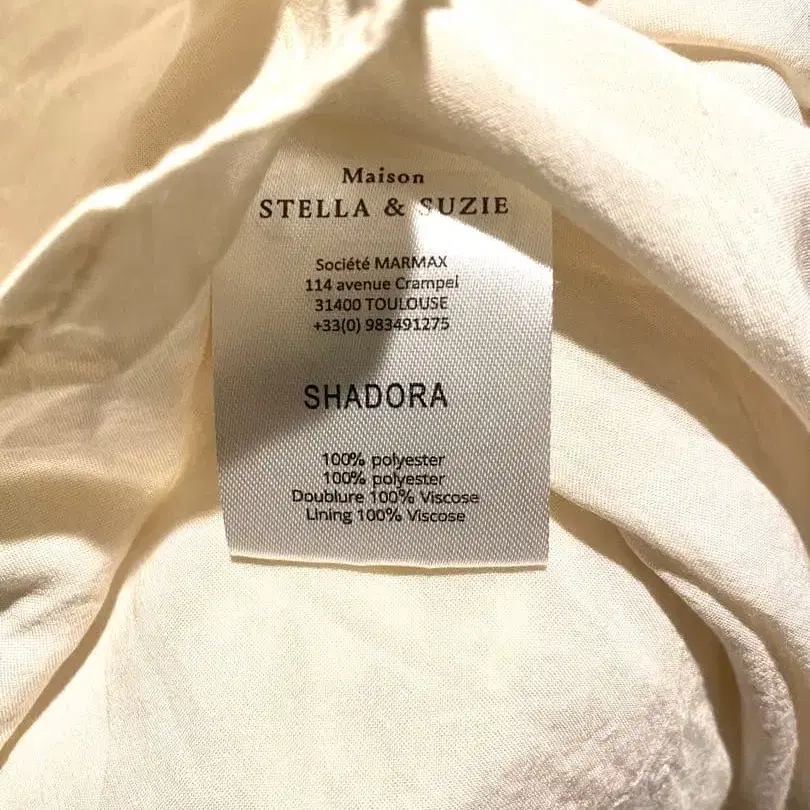 Maison
STELLA & SUZIE
Société MARMAX
114 avenue Crampel
31400 TOULOUSE
+33(0) 983491275
SHADORA
100% polyester
100% polyester
Doublure 100% Viscose
Lining 100% Viscose